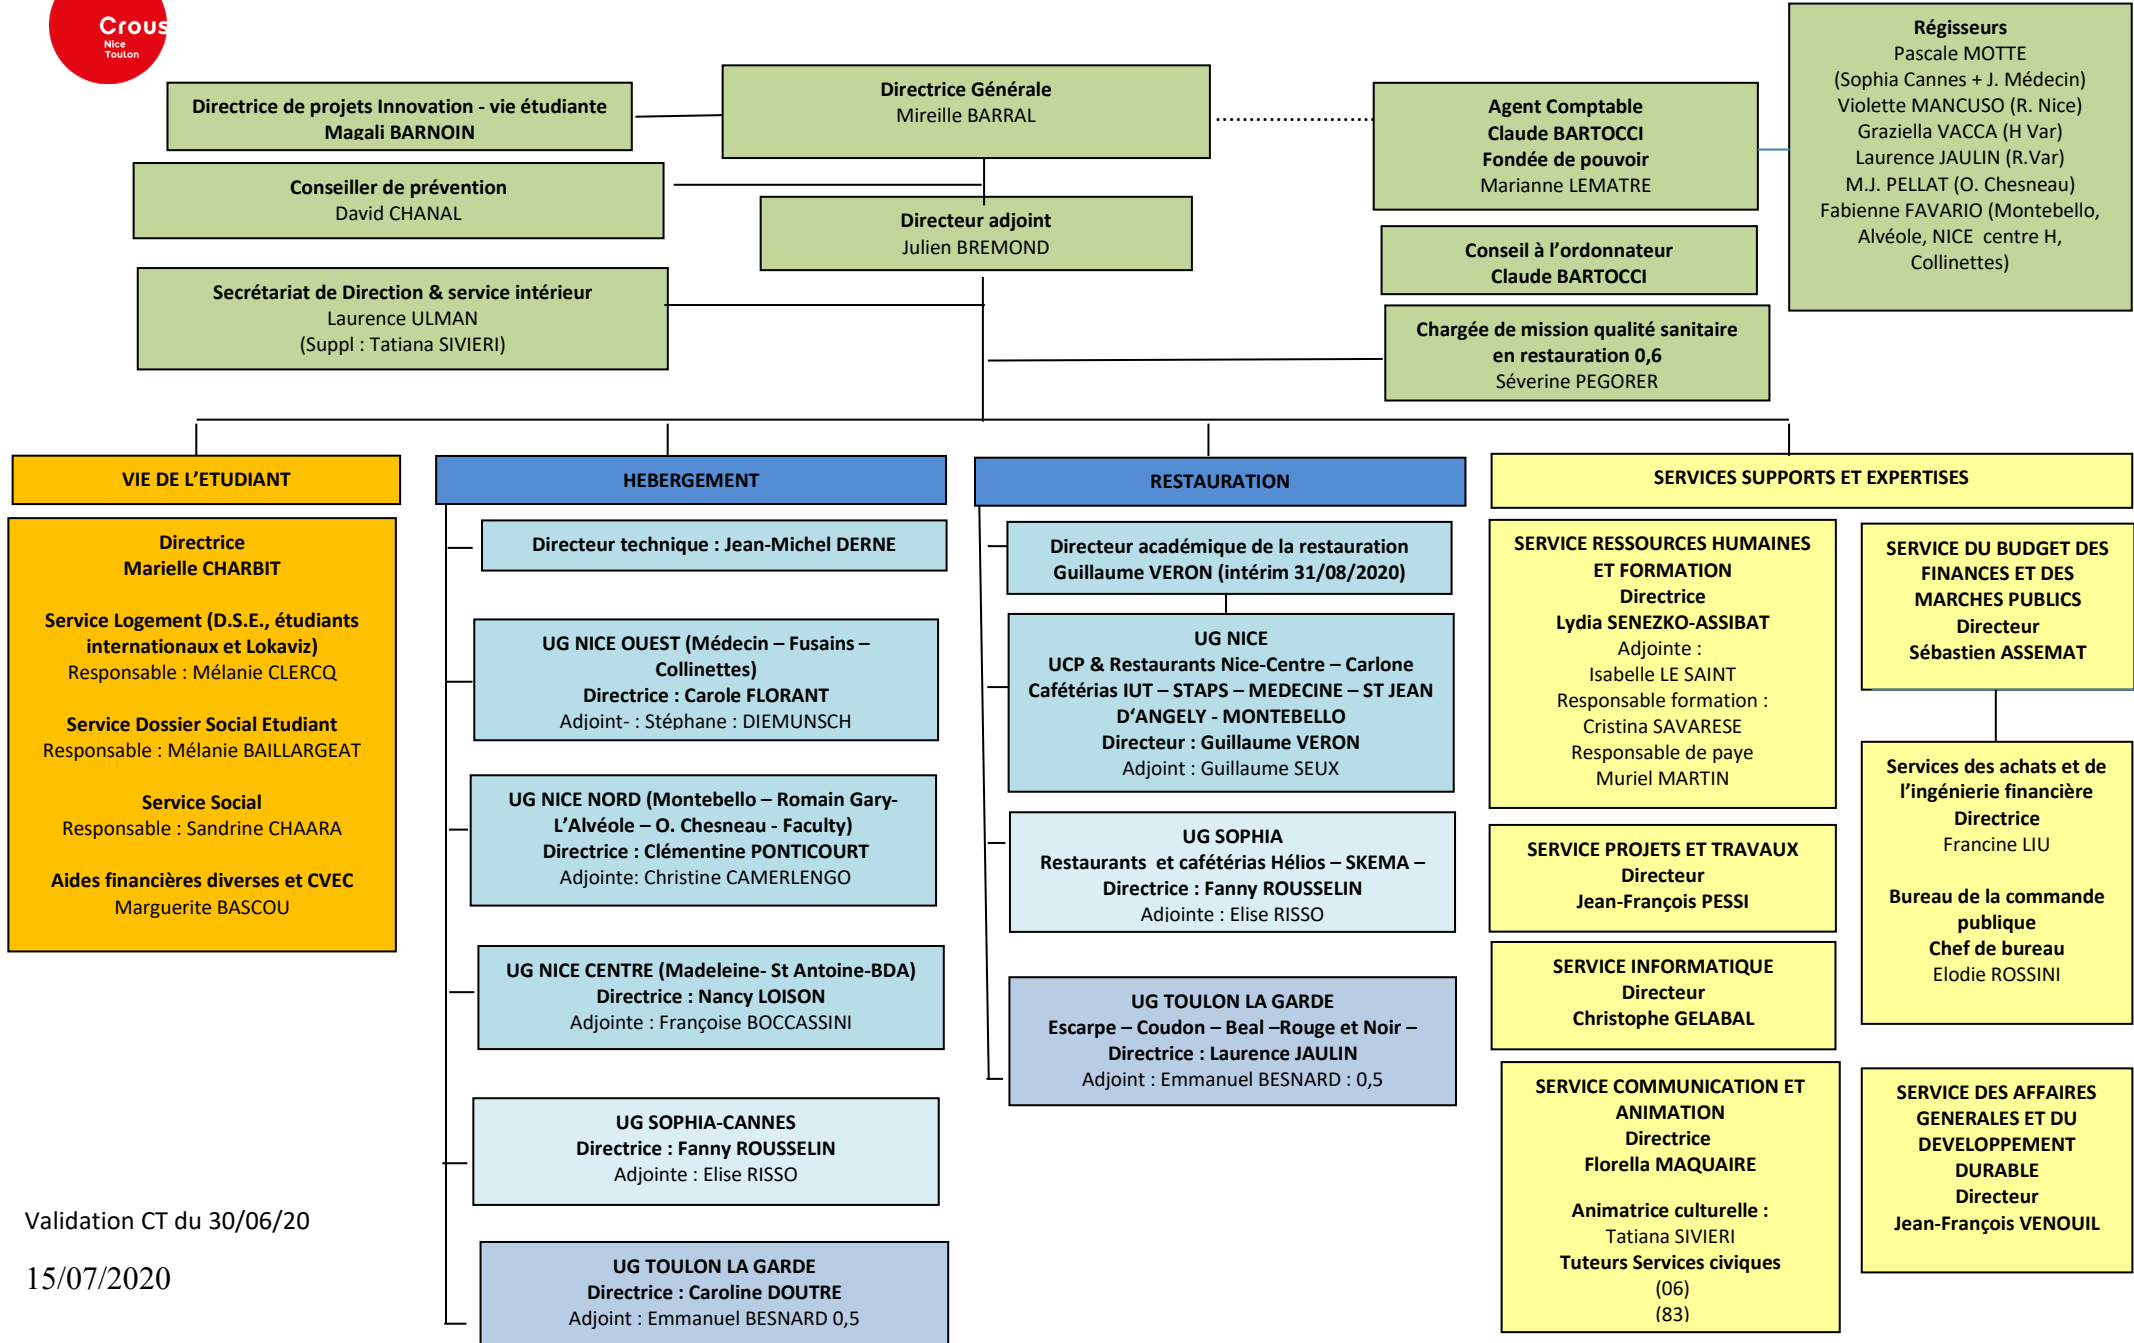 Crous
Nice
Toulon
Directrice de projets Innovation - vie étudiante
Magali BARNOIN
Directrice Générale
Mireille BARRAL
Agent Comptable
Claude BARTOCCI
Fondée de pouvoir
Marianne LEMATRE
Régisseurs
Pascale MOTTE
(Sophia Cannes + J. Médecin)
Violette MANCUSO (R. Nice)
Graziella VACCA (H Var)
Laurence JAULIN (R.Var)
M.J. PELLAT (O. Chesneau)
Fabienne FAVARIO (Montebello,
Alvéole, NICE centre H,
Collinettes)
Conseiller de prévention
David CHANAL
Directeur adjoint
Julien BREMOND
Conseil à l’ordonnateur
Claude BARTOCCI
Secrétariat de Direction & service intérieur
Laurence ULMAN
(Suppl : Tatiana SIVIERI)
Chargée de mission qualité sanitaire
en restauration 0,6
Séverine PEGORER
VIE DE L’ETUDIANT
Directrice
Marielle CHARBIT
Service Logement (D.S.E., étudiants
internationaux et Lokaviz)
Responsable : Mélanie CLERCQ
Service Dossier Social Etudiant
Responsable : Mélanie BAILLARGEAT
Service Social
Responsable : Sandrine CHAARA
Aides financières diverses et CVEC
Marguerite BASCOU
HEBERGEMENT
Directeur technique : Jean-Michel DERNE
UG NICE OUEST (Médecin – Fusains –
Collinettes)
Directrice : Carole FLORANT
Adjoint- : Stéphane : DIEMUNSCH
UG NICE NORD (Montebello – Romain Gary-
L’Alvéole – O. Chesneau - Faculty)
Directrice : Clémentine PONTICOURT
Adjointe: Christine CAMERLENGO
UG NICE CENTRE (Madeleine- St Antoine-BDA)
Directrice : Nancy LOISON
Adjointe : Françoise BOCCASSINI
UG SOPHIA-CANNES
Directrice : Fanny ROUSSELIN
Adjointe : Elise RISSO
UG TOULON LA GARDE
Directrice : Caroline DOUTRE
Adjoint : Emmanuel BESNARD 0,5
RESTAURATION
Directeur académique de la restauration
Guillaume VERON (intérim 31/08/2020)
UG NICE
UCP & Restaurants Nice-Centre – Carlone
Cafétérias IUT – STAPS – MEDECINE – ST JEAN
D‘ANGELY - MONTEBELLO
Directeur : Guillaume VERON
Adjoint : Guillaume SEUX
UG SOPHIA
Restaurants et cafétérias Hélios – SKEMA –
Directrice : Fanny ROUSSELIN
Adjointe : Elise RISSO
UG TOULON LA GARDE
Escarpe – Coudon – Beal –Rouge et Noir –
Directrice : Laurence JAULIN
Adjoint : Emmanuel BESNARD : 0,5
SERVICES SUPPORTS ET EXPERTISES
SERVICE RESSOURCES HUMAINES
ET FORMATION
Directrice
Lydia SENEZKO-ASSIBAT
Adjointe :
Isabelle LE SAINT
Responsable formation :
Cristina SAVARESE
Responsable de paye
Muriel MARTIN
SERVICE PROJETS ET TRAVAUX
Directeur
Jean-François PESSI
SERVICE INFORMATIQUE
Directeur
Christophe GELABAL
SERVICE COMMUNICATION ET
ANIMATION
Directrice
Florella MAQUAIRE
Animatrice culturelle :
Tatiana SIVIERI
Tuteurs Services civiques
(06)
(83)
SERVICE DU BUDGET DES
FINANCES ET DES
MARCHES PUBLICS
Directeur
Sébastien ASSEMAT
Services des achats et de
l’ingénierie financière
Directrice
Francine LIU
Bureau de la commande
publique
Chef de bureau
Elodie ROSSINI
SERVICE DES AFFAIRES
GENERALES ET DU
DEVELOPPEMENT
DURABLE
Directeur
Jean-François VENOUIL
Validation CT du 30/06/20
15/07/2020